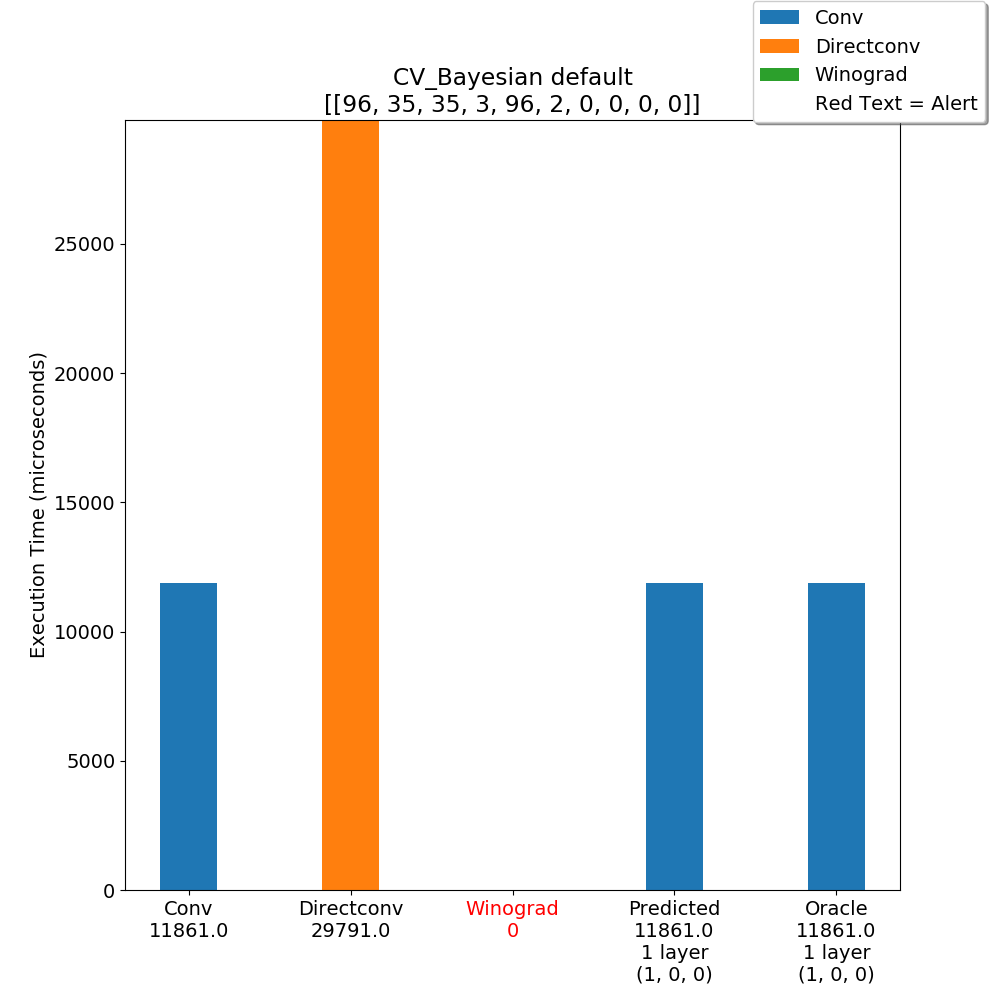 Conv
Directconv
Winograd
Red Text = Alert
CV_Bayesian default
[[96, 35, 35, 3, 96, 2, 0, 0, 0, 0]]
Execution Time (microseconds)
25000
20000
15000
10000
5000
0
Conv
11861.0
Directconv
29791.0
Winograd
0
Predicted
11861.0
1 layer
(1, 0, 0)
Oracle
11861.0
1 layer
(1, 0, 0)